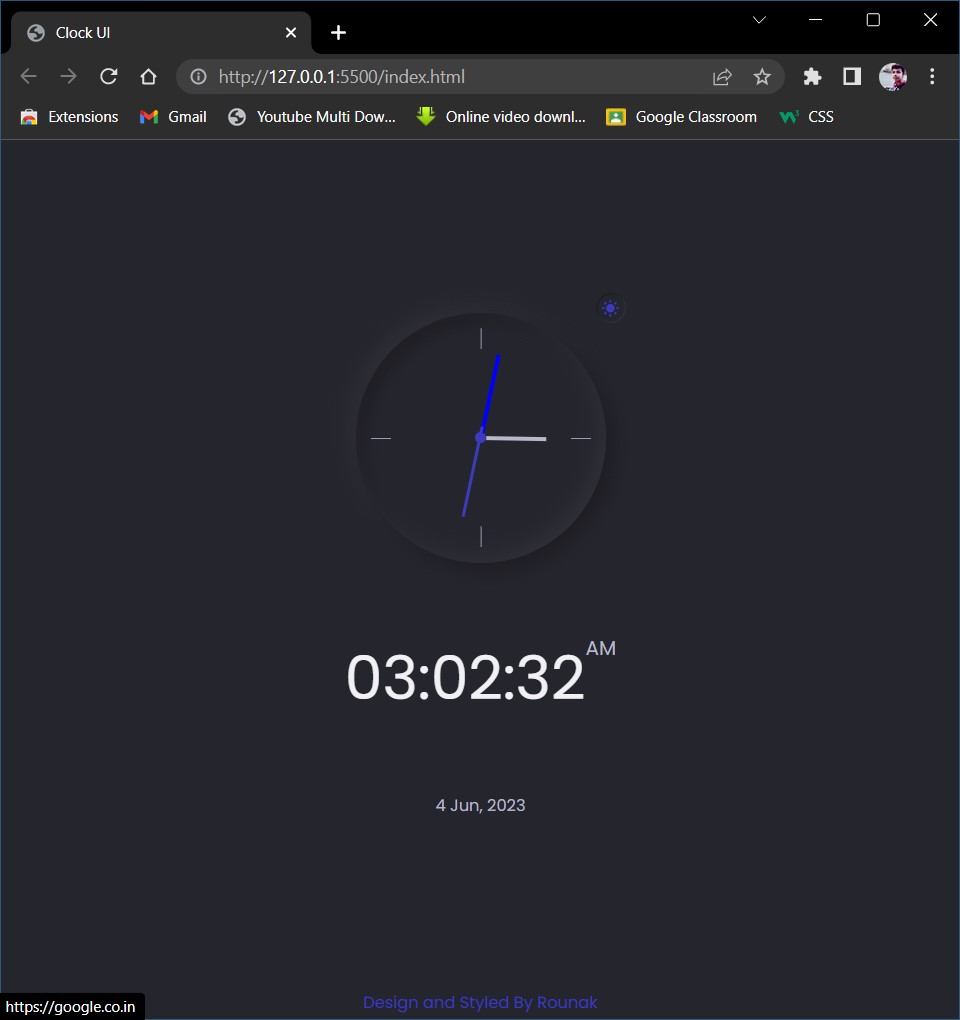 Clock UI
http://127.0.0.1:5500/index.html
Extensions Gmail Youtube Multi Dow... Online video downl... Google Classroom CSS
03:02:32 AM
4 Jun, 2023
Design and Styled By Rounak
https://google.co.in